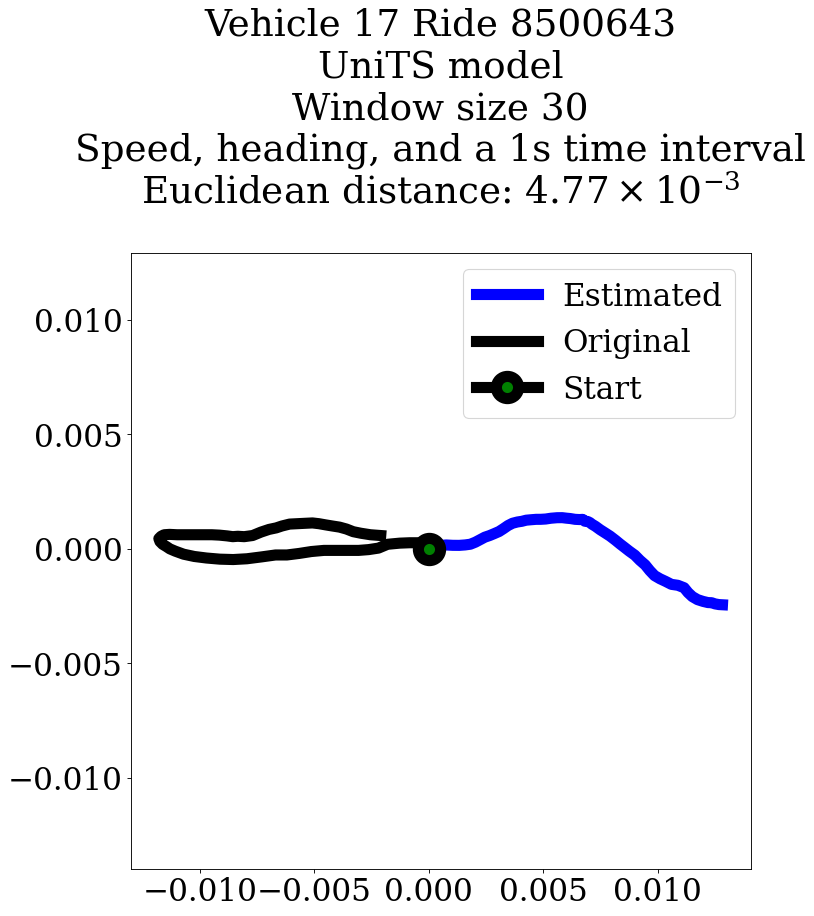 Vehicle 17 Ride 8500643
UniTS model
Window size 30
Speed, heading, and a 1s time interval
Euclidean distance: 4.77 × 10⁻³
Estimated
Original
Start
0.010
0.005
0.000
−0.005
−0.010
−0.010 −0.005 0.000 0.005 0.010